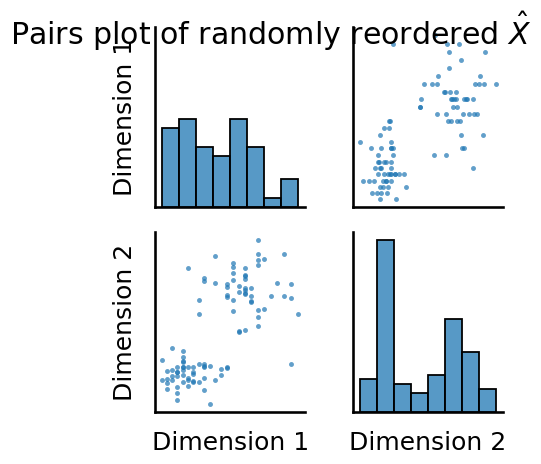 Pairs plot of randomly reordered X̂
Dimension 1
Dimension 2
Dimension 1
Dimension 2